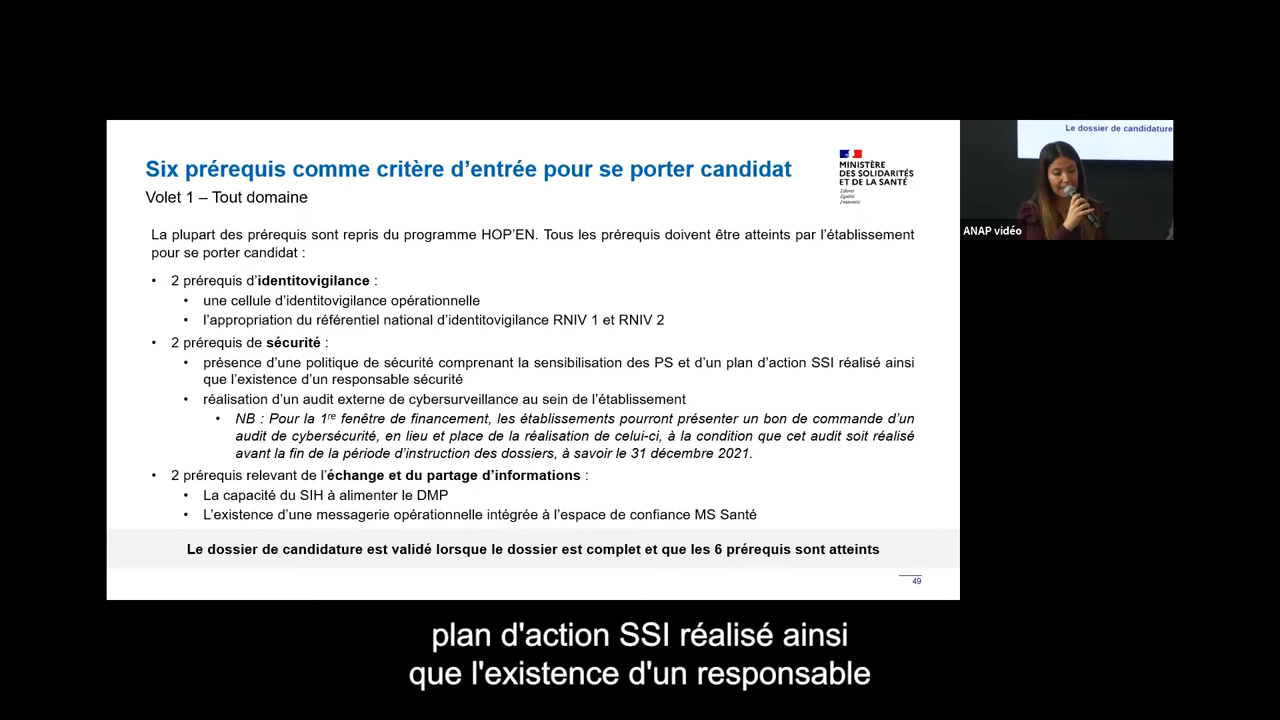 Six prérequis comme critère d'entrée pour se porter candidat
Volet 1 – Tout domaine
MINISTÈRE
DES SOLIDARITÉS
ET DE LA SANTÉ
Liberté
Égalité
Fraternité
La plupart des prérequis sont repris du programme HOP'EN. Tous les prérequis doivent être atteints par l'établissement
pour se porter candidat :
• 2 prérequis d'identitovigilance :
• une cellule d'identitovigilance opérationnelle
• l'appropriation du référentiel national d'identitovigilance RNIV 1 et RNIV 2
• 2 prérequis de sécurité :
• présence d'une politique de sécurité comprenant la sensibilisation des PS et d'un plan d'action SSI réalisé ainsi
que l'existence d'un responsable sécurité
• réalisation d'un audit externe de cybersurveillance au sein de l'établissement
• NB : Pour la 1re fenêtre de financement, les établissements pourront présenter un bon de commande d'un
audit de cybersécurité, en lieu et place de la réalisation de celui-ci, à la condition que cet audit soit réalisé
avant la fin de la période d'instruction des dossiers, à savoir le 31 décembre 2021.
• 2 prérequis relevant de l'échange et du partage d'informations :
• La capacité du SIH à alimenter le DMP
• L'existence d'une messagerie opérationnelle intégrée à l'espace de confiance MS Santé
Le dossier de candidature est validé lorsque le dossier est complet et que les 6 prérequis sont atteints
49
Le dossier de candidature
ANAP vidéo
plan d'action SSI réalisé ainsi
que l'existence d'un responsable